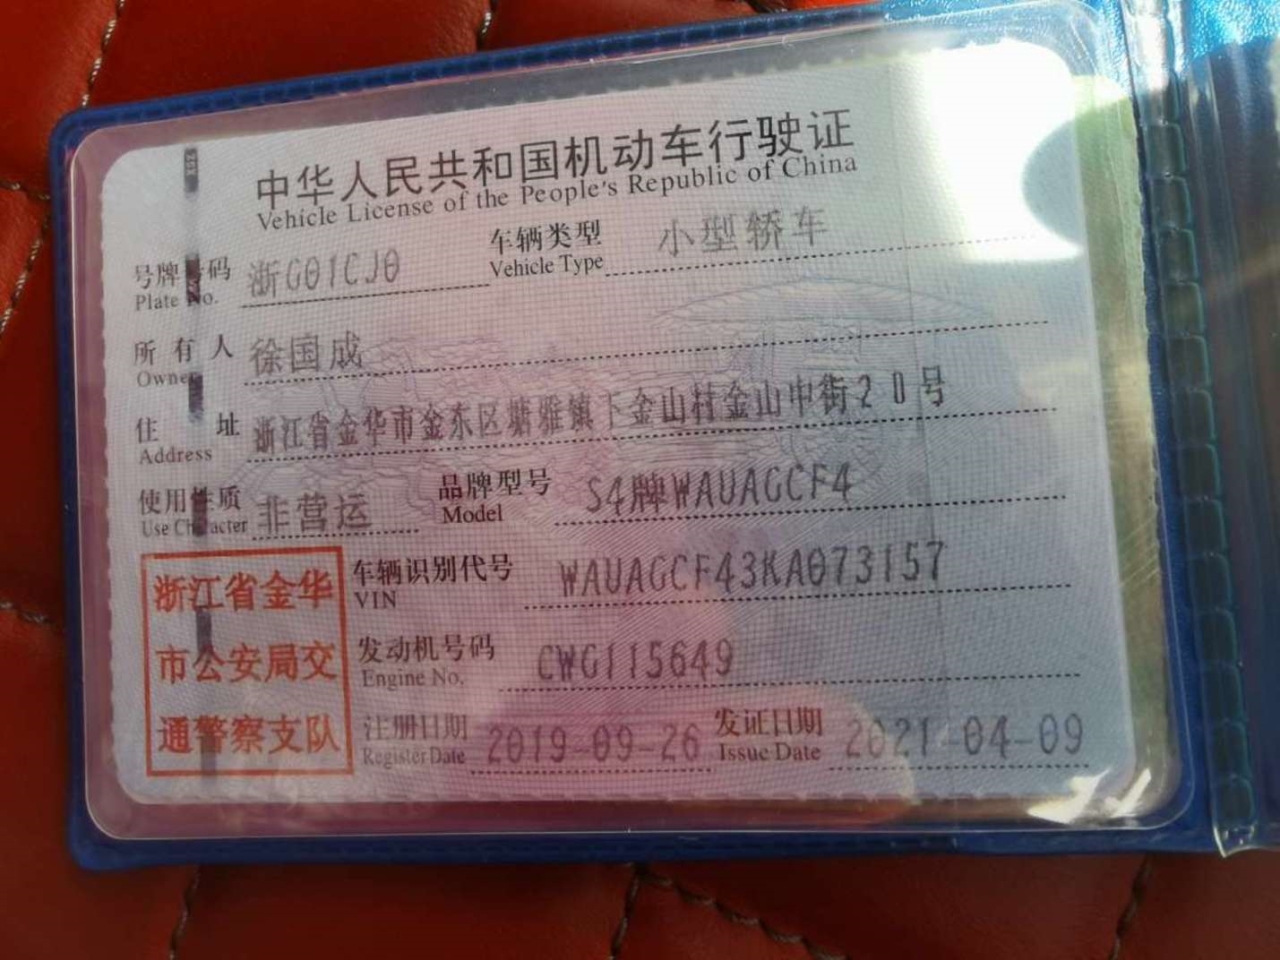 中华人民共和国机动车行驶证
Vehicle License of the People's Republic of China
号牌号码 浙G01CJ0 车辆类型 小型轿车
Plate No. Vehicle Type
所有人 徐国成
Owner
住址 浙江省金华市金东区塘雅镇下金山村金山中街20号
Address
使用性质 非营运 品牌型号 S4牌WAUAGCF4
Use Character Model
浙江省金华
市公安局交
通警察支队
车辆识别代号 WAUAGCF43KA073157
VIN
发动机号码 CWG115649
Engine No.
注册日期 2019-09-26 发证日期 2021-04-09
Register Date Issue Date